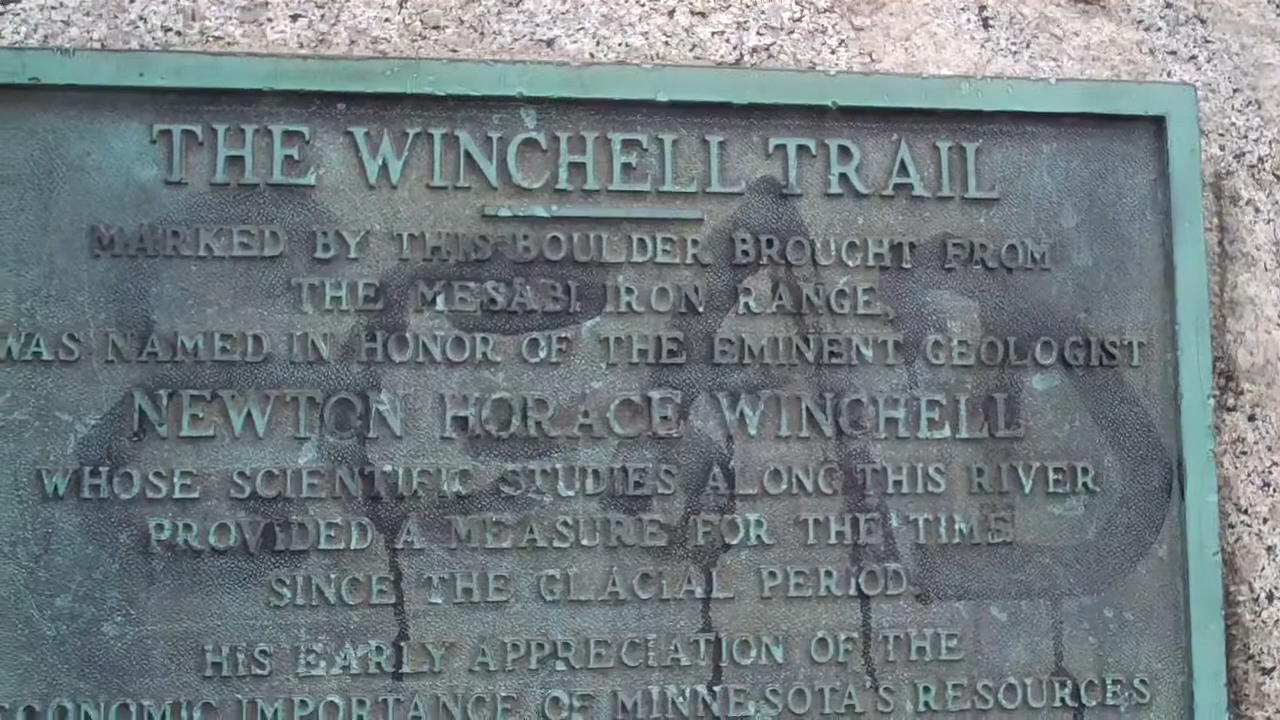 THE WINCHELL TRAIL
MARKED BY THIS BOULDER BROUGHT FROM
THE MESABI IRON RANGE,
WAS NAMED IN HONOR OF THE EMINENT GEOLOGIST
NEWTON HORACE WINCHELL
WHOSE SCIENTIFIC STUDIES ALONG THIS RIVER
PROVIDED A MEASURE FOR THE TIME
SINCE THE GLACIAL PERIOD.
HIS EARLY APPRECIATION OF THE
ECONOMIC IMPORTANCE OF MINNESOTA'S RESOURCES